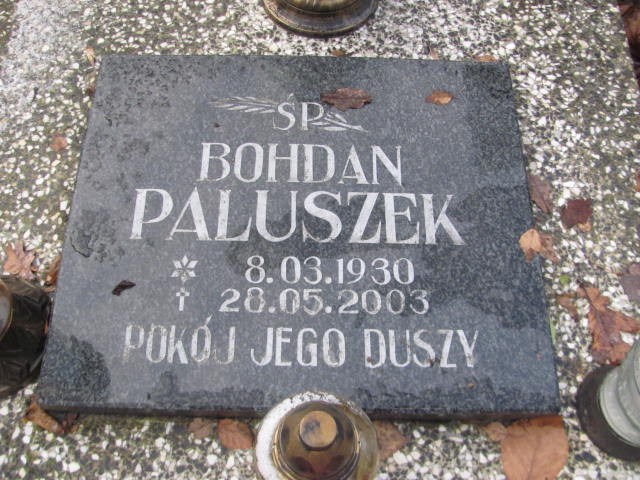 ŚP
BOHDAN
PALUSZEK
8.03.1930
28.05.2003
POKÓJ JEGO DUSZY